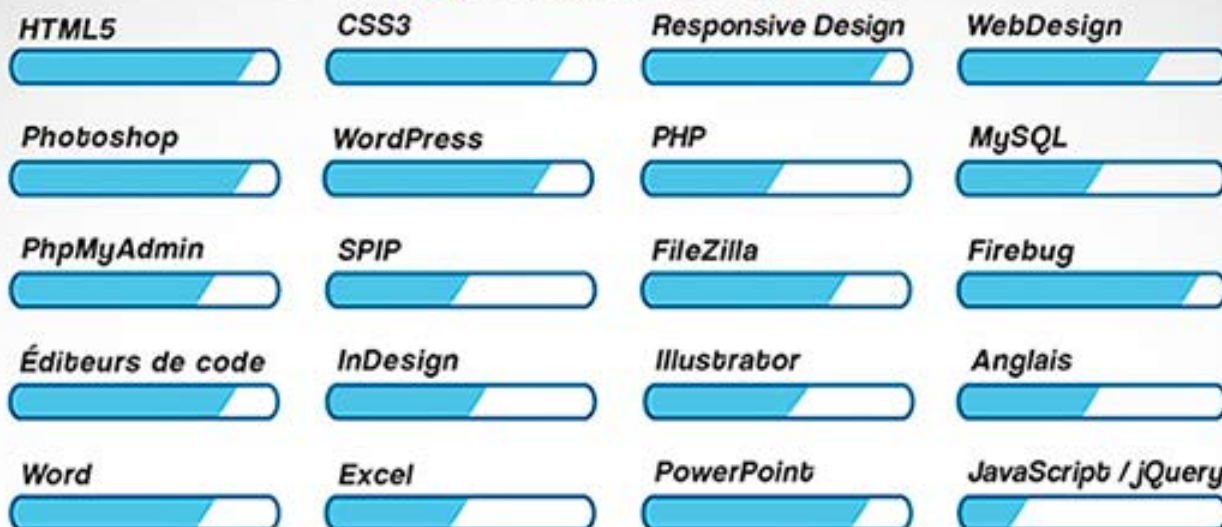 HTML5
CSS3
Responsive Design
WebDesign
Photoshop
WordPress
PHP
MySQL
PhpMyAdmin
SPIP
FileZilla
Firebug
Éditeurs de code
InDesign
Illustrator
Anglais
Word
Excel
PowerPoint
JavaScript / jQuery